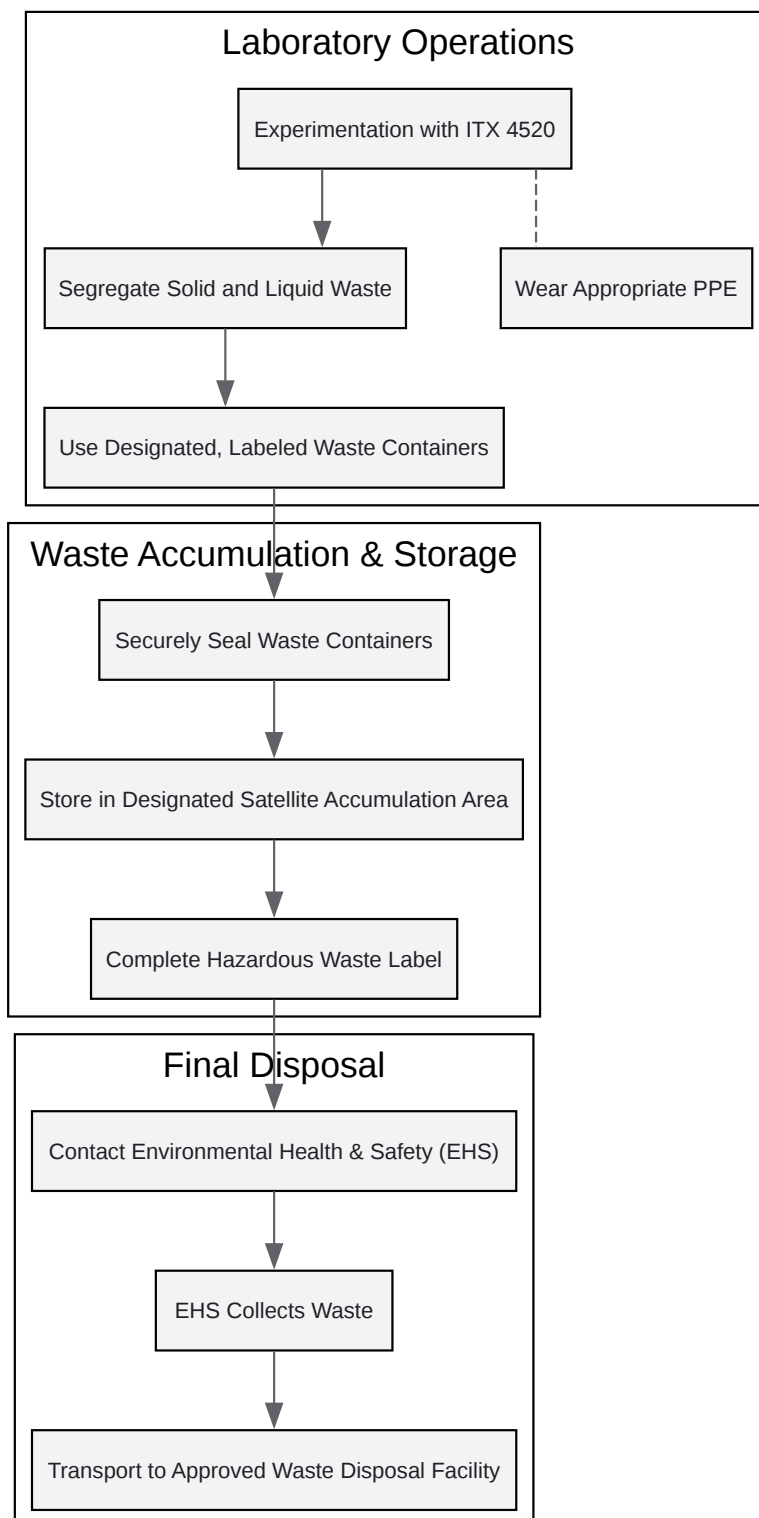 Laboratory Operations
Experimentation with ITX 4520
Segregate Solid and Liquid Waste
Wear Appropriate PPE
Use Designated, Labeled Waste Containers
Waste Accumulation & Storage
Securely Seal Waste Containers
Store in Designated Satellite Accumulation Area
Complete Hazardous Waste Label
Final Disposal
Contact Environmental Health & Safety (EHS)
EHS Collects Waste
Transport to Approved Waste Disposal Facility